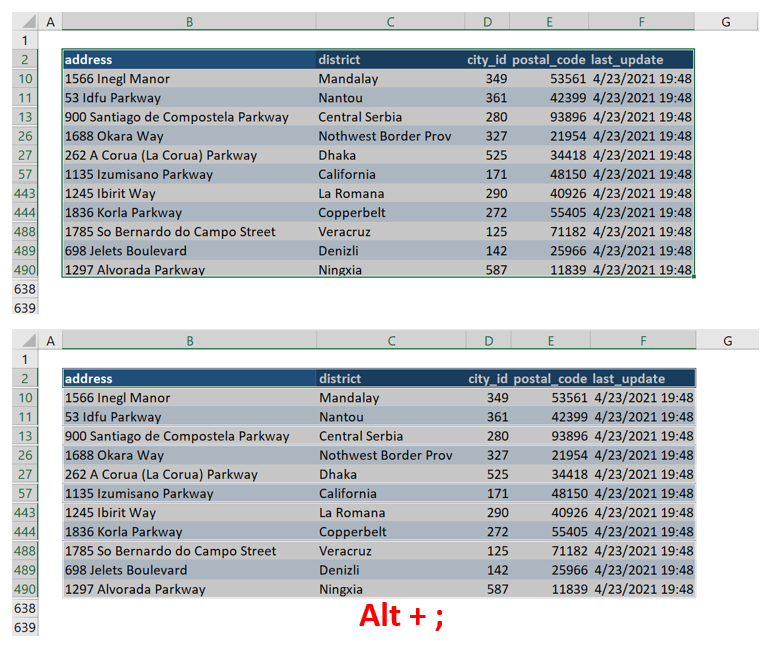 A B C D E F G
1
2 address district city_id postal_code last_update
10 1566 Inegl Manor Mandalay 349 53561 4/23/2021 19:48
11 53 Idfu Parkway Nantou 361 42399 4/23/2021 19:48
13 900 Santiago de Compostela Parkway Central Serbia 280 93896 4/23/2021 19:48
26 1688 Okara Way Nothwest Border Prov 327 21954 4/23/2021 19:48
27 262 A Corua (La Corua) Parkway Dhaka 525 34418 4/23/2021 19:48
57 1135 Izumisano Parkway California 171 48150 4/23/2021 19:48
443 1245 Ibirit Way La Romana 290 40926 4/23/2021 19:48
444 1836 Korla Parkway Copperbelt 272 55405 4/23/2021 19:48
488 1785 So Bernardo do Campo Street Veracruz 125 71182 4/23/2021 19:48
489 698 Jelets Boulevard Denizli 142 25966 4/23/2021 19:48
490 1297 Alvorada Parkway Ningxia 587 11839 4/23/2021 19:48
638
639
A B C D E F G
1
2 address district city_id postal_code last_update
10 1566 Inegl Manor Mandalay 349 53561 4/23/2021 19:48
11 53 Idfu Parkway Nantou 361 42399 4/23/2021 19:48
13 900 Santiago de Compostela Parkway Central Serbia 280 93896 4/23/2021 19:48
26 1688 Okara Way Nothwest Border Prov 327 21954 4/23/2021 19:48
27 262 A Corua (La Corua) Parkway Dhaka 525 34418 4/23/2021 19:48
57 1135 Izumisano Parkway California 171 48150 4/23/2021 19:48
443 1245 Ibirit Way La Romana 290 40926 4/23/2021 19:48
444 1836 Korla Parkway Copperbelt 272 55405 4/23/2021 19:48
488 1785 So Bernardo do Campo Street Veracruz 125 71182 4/23/2021 19:48
489 698 Jelets Boulevard Denizli 142 25966 4/23/2021 19:48
490 1297 Alvorada Parkway Ningxia 587 11839 4/23/2021 19:48
638
639
Alt + ;